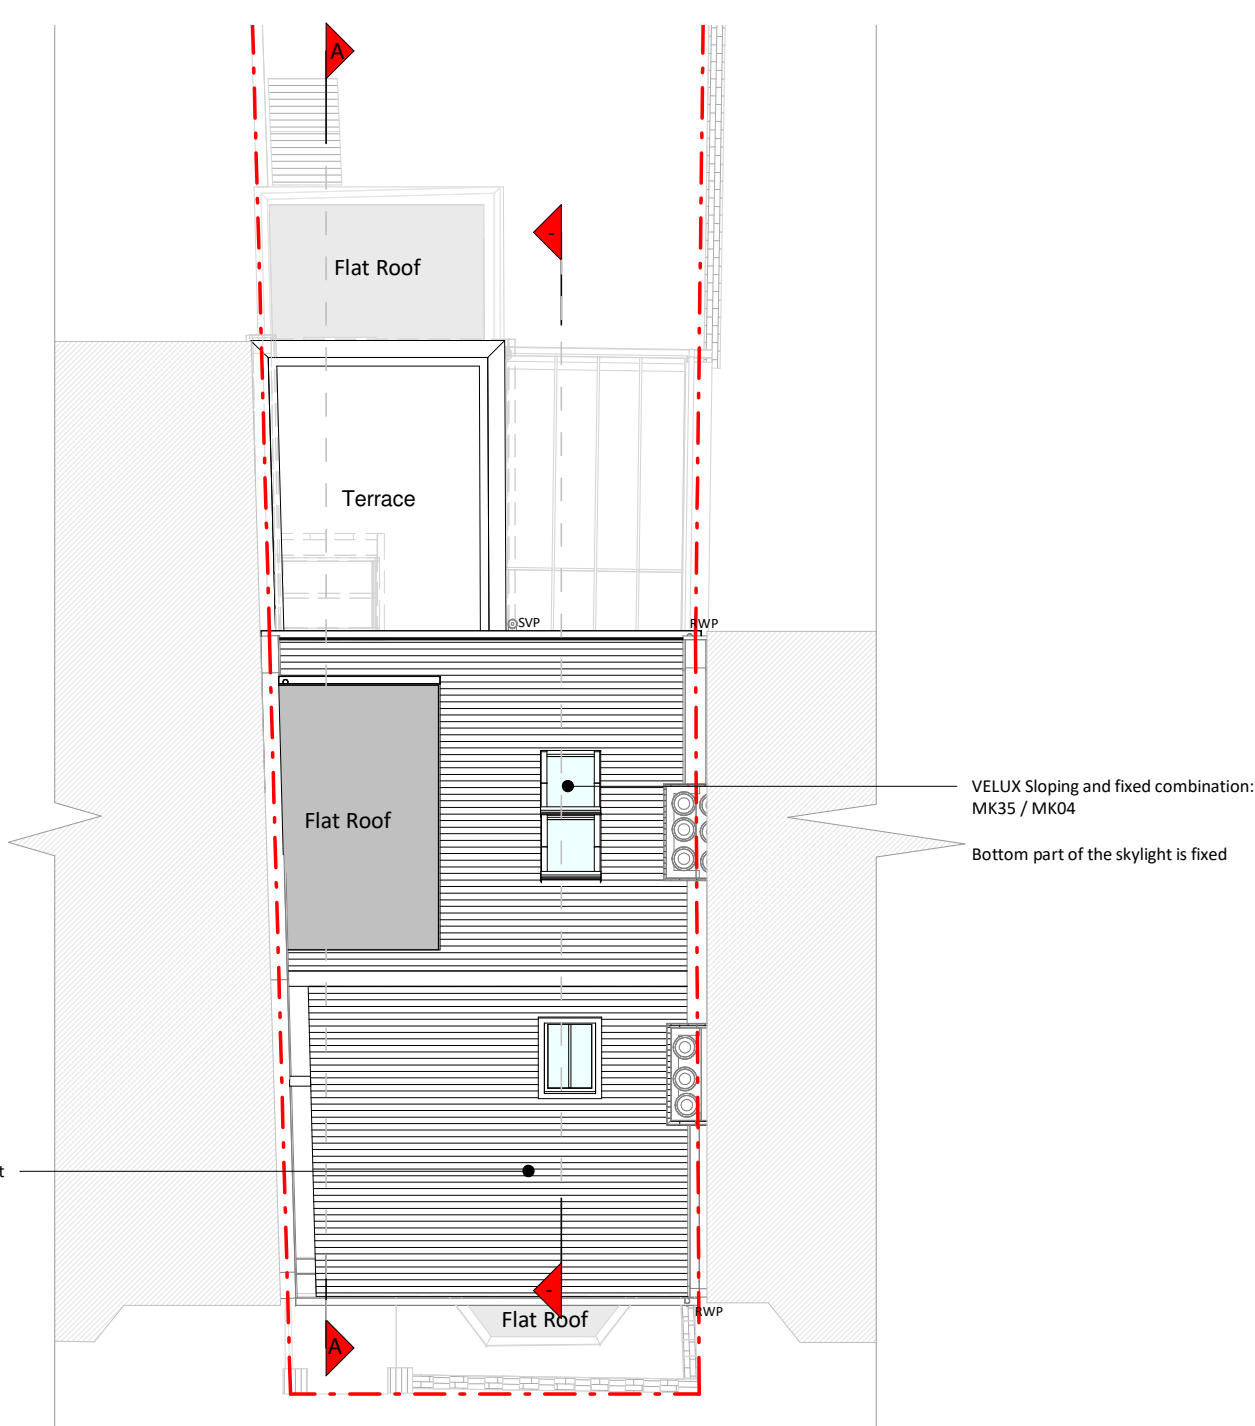 A
-
Flat Roof
Terrace
SVP
RWP
Flat Roof
VELUX Sloping and fixed combination:
MK35 / MK04
Bottom part of the skylight is fixed
t
-
Flat Roof
RWP
A